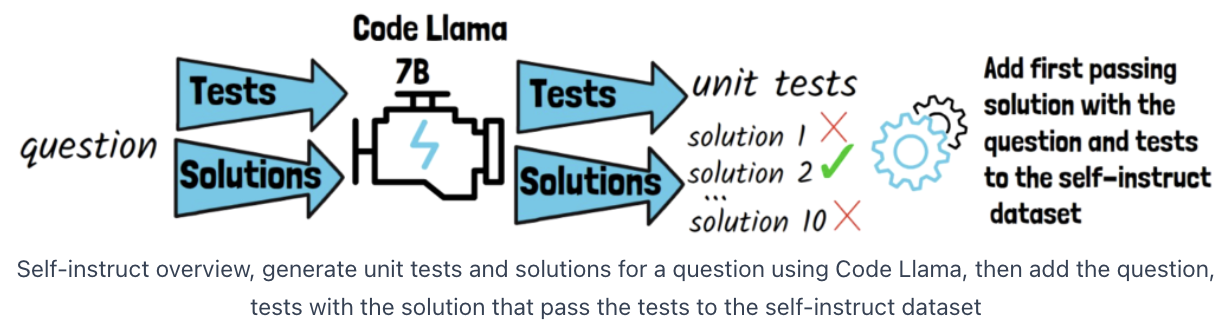 Code Llama
7B
question
Tests
Solutions
Tests
Solutions
unit tests
solution 1
solution 2
...
solution 10
Add first passing
solution with the
question and tests
to the self-instruct
dataset
Self-instruct overview, generate unit tests and solutions for a question using Code Llama, then add the question,
tests with the solution that pass the tests to the self-instruct dataset